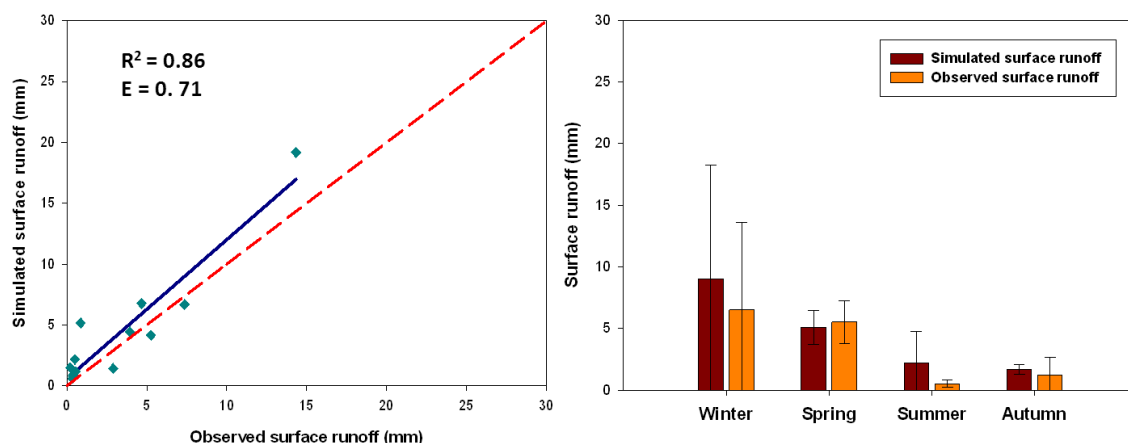 R² = 0.86
E = 0. 71
Simulated surface runoff (mm)
30
25
20
15
10
5
0
0 5 10 15 20 25 30
Observed surface runoff (mm)
Simulated surface runoff
Observed surface runoff
Surface runoff (mm)
30
25
20
15
10
5
0
Winter Spring Summer Autumn